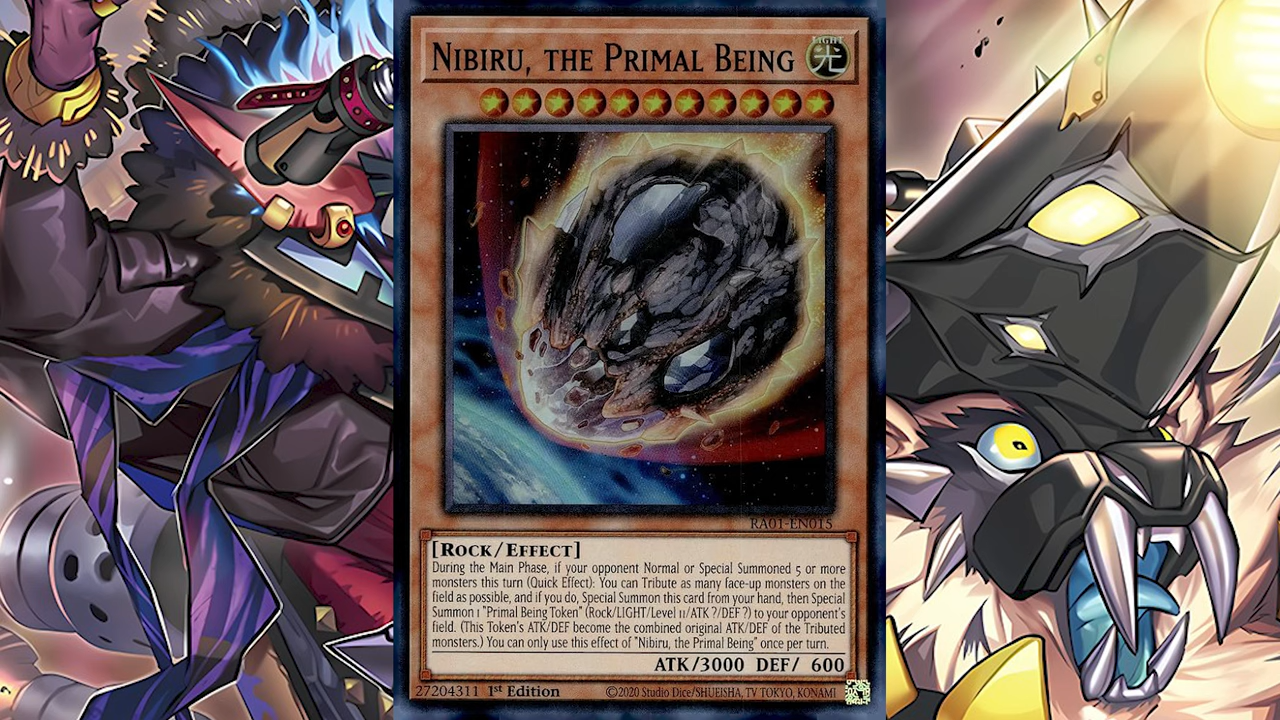 NIBIRU, THE PRIMAL BEING
LIGHT
光
RA01-EN015
[ROCK/EFFECT]
During the Main Phase, if your opponent Normal or Special Summoned 5 or more
monsters this turn (Quick Effect): You can Tribute as many face-up monsters on the
field as possible, and if you do, Special Summon this card from your hand, then Special
Summon 1 "Primal Being Token" (Rock/LIGHT/Level 11/ATK ?/DEF ?) to your opponent's
field. (This Token's ATK/DEF become the combined original ATK/DEF of the Tributed
monsters.) You can only use this effect of "Nibiru, the Primal Being" once per turn.
ATK/3000 DEF/ 600
27204311 1st Edition ©2020 Studio Dice/SHUEISHA, TV TOKYO, KONAMI